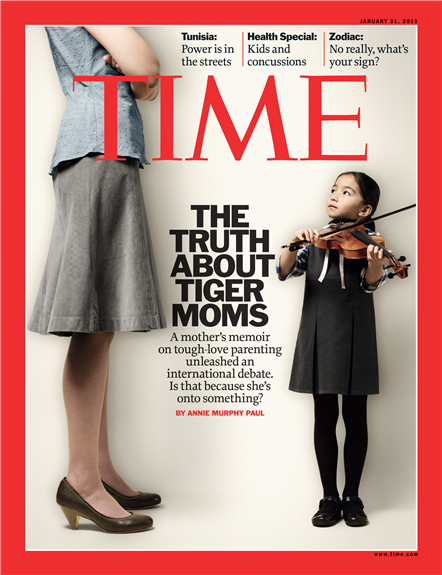 JANUARY 31, 2011
Tunisia:
Power is in
the streets
Health Special:
Kids and
concussions
Zodiac:
No really, what's
your sign?
TIME
THE
TRUTH
ABOUT
TIGER
MOMS
A mother's memoir
on tough-love parenting
unleashed an
international debate.
Is that because she's
onto something?
BY ANNIE MURPHY PAUL
www.time.com